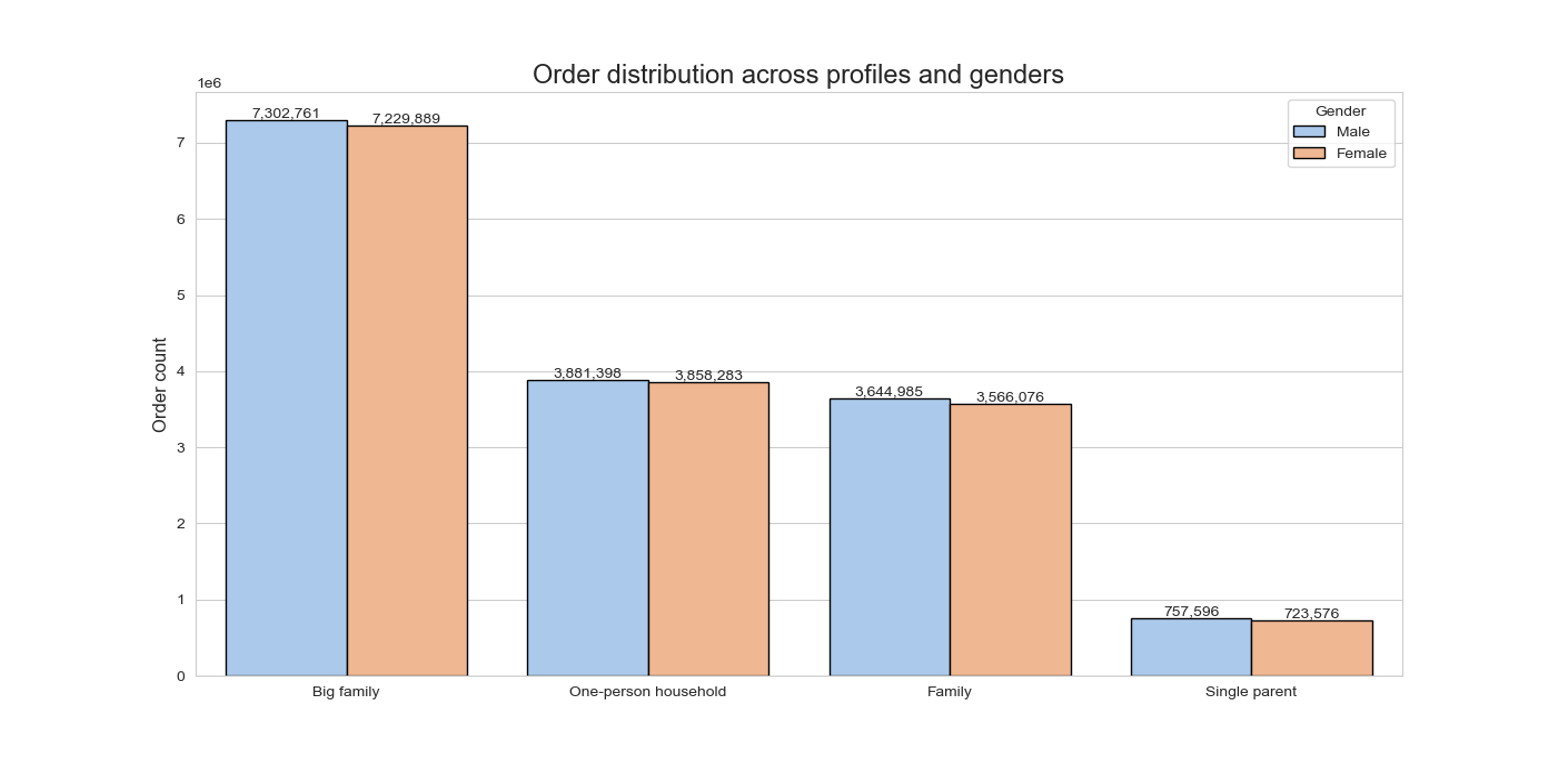 Order distribution across profiles and genders
1e6
Order count
7
6
5
4
3
2
1
0
7,302,761
7,229,889
3,881,398
3,858,283
3,644,985
3,566,076
757,596
723,576
Gender
Male
Female
Big family
One-person household
Family
Single parent